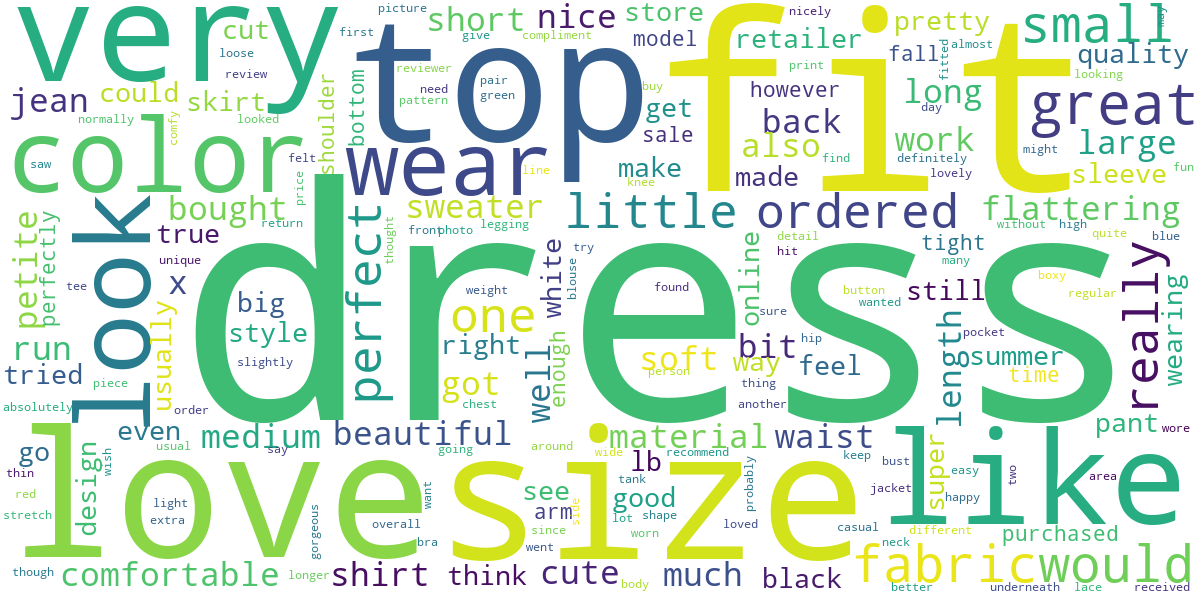 very
top
fit
short
nice
store
small
cut
model
retailer
pretty
fall
quality
picture
first
give
compliment
nicely
may
loose
review
reviewer
need
pattern
pair
green
buy
print
almost
fitted
looking
jean
could
skirt
shoulder
bottom
get
sale
however
back
long
day
great
normally
comfy
looked
color
saw
felt
price
wear
line
make
knee
also
made
find
work
definitely
lovely
might
large
sleeve
fun
petite
perfectly
look
bought
return
true
unique
x
tee
dress
perfect
thought
sweater
front
photo
legging
little
ordered
flattering
without
high
quite
blue
white
blouse
try
online
detail
hit
tight
many
boxy
regular
really
wearing
big
style
slightly
weight
one
right
got
chest
found
soft
person
sure
button
wanted
still
pocket
bit
way
hip
feel
thing
another
length
summer
time
run
tried
piece
usually
absolutely
order
well
enough
even
medium
beautiful
material
waist
pant
wore
go
thin
red
stretch
design
wish
usual
say
going
around
wide
recommend
keep
bust
super
easy
two
area
love
light
extra
gorgeous
overall
want
bra
size
see
arm
since
side
went
lb
tank
good
lot
shape
worn
loved
probably
jacket
casual
neck
happy
different
like
purchased
though
comfortable
longer
shirt
think
cute
body
much
black
fabric
better
would
underneath
lace
received